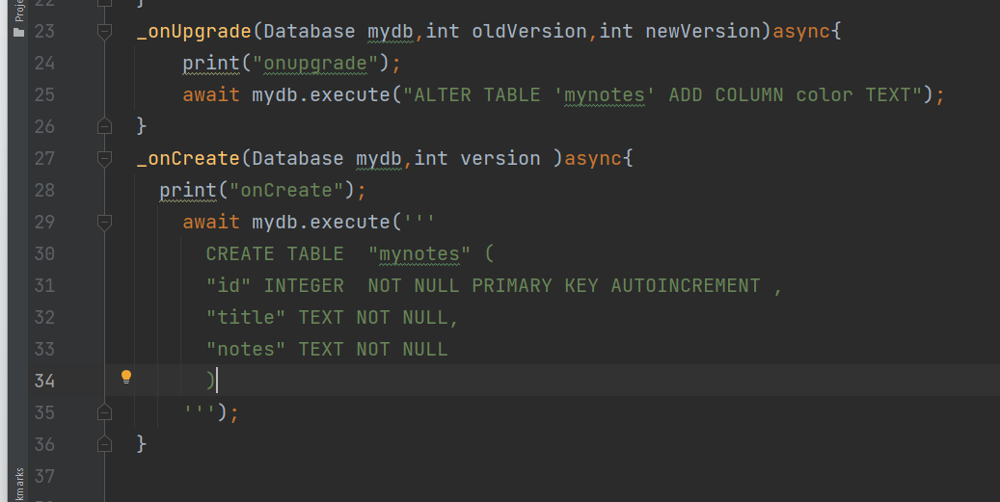 Proje
22 }
23 _onUpgrade(Database mydb,int oldVersion,int newVersion)async{
24 print("onupgrade");
25 await mydb.execute("ALTER TABLE 'mynotes' ADD COLUMN color TEXT");
26 }
27 _onCreate(Database mydb,int version )async{
28 print("onCreate");
29 await mydb.execute('''
30 CREATE TABLE  "mynotes" (
31 "id" INTEGER  NOT NULL PRIMARY KEY AUTOINCREMENT ,
32 "title" TEXT NOT NULL,
33 "notes" TEXT NOT NULL
34 )
35 ''');
36 }
37
kmarks